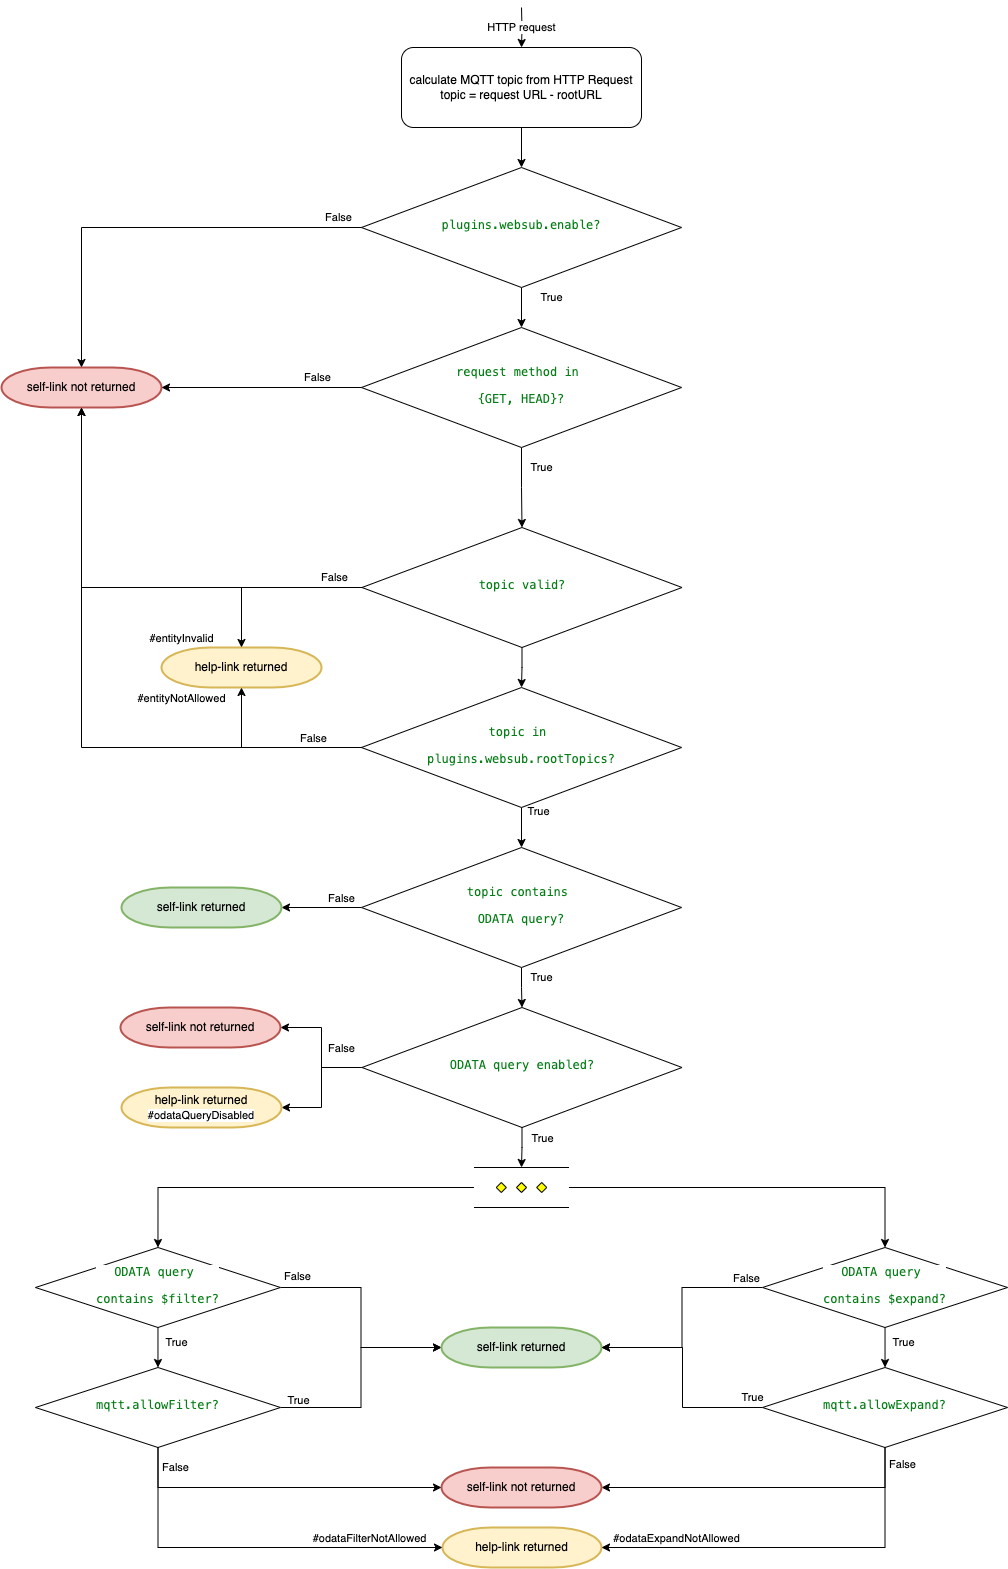 HTTP request
calculate MQTT topic from HTTP Request
topic = request URL - rootURL
False
plugins.websub.enable?
True
request method in
{GET, HEAD}?
False
self-link not returned
True
False
topic valid?
#entityInvalid
help-link returned
#entityNotAllowed
False
topic in
plugins.websub.rootTopics?
True
topic contains
ODATA query?
False
self-link returned
True
self-link not returned
False
ODATA query enabled?
help-link returned
#odataQueryDisabled
True
ODATA query
contains $filter?
False
False
ODATA query
contains $expand?
True
self-link returned
True
mqtt.allowFilter?
True
True
mqtt.allowExpand?
False
False
self-link not returned
#odataFilterNotAllowed
help-link returned
#odataExpandNotAllowed